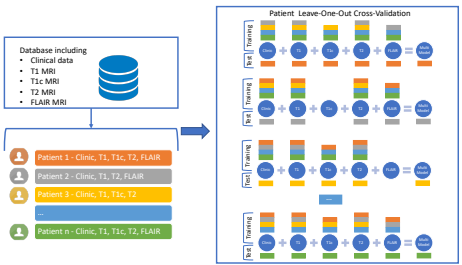 Patient Leave-One-Out Cross-Validation
Database including
• Clinical data
• T1 MRI
• T1c MRI
• T2 MRI
• FLAIR MRI
Patient 1 - Clinic, T1, T1c, T2, FLAIR
Patient 2 - Clinic, T1, T2, FLAIR
Patient 3 - Clinic, T1, T1c, T2
...
Patient n - Clinic, T1, T1c, T2, FLAIR
Training
Clinic + T1 + T1c + T2 + FLAIR = Multi Model
Test
Training
Clinic + T1 + T1c + T2 + FLAIR = Multi Model
Test
Training
Clinic + T1 + T1c + T2 + FLAIR = Multi Model
Test
...
Training
Clinic + T1 + T1c + T2 + FLAIR = Multi Model
Test